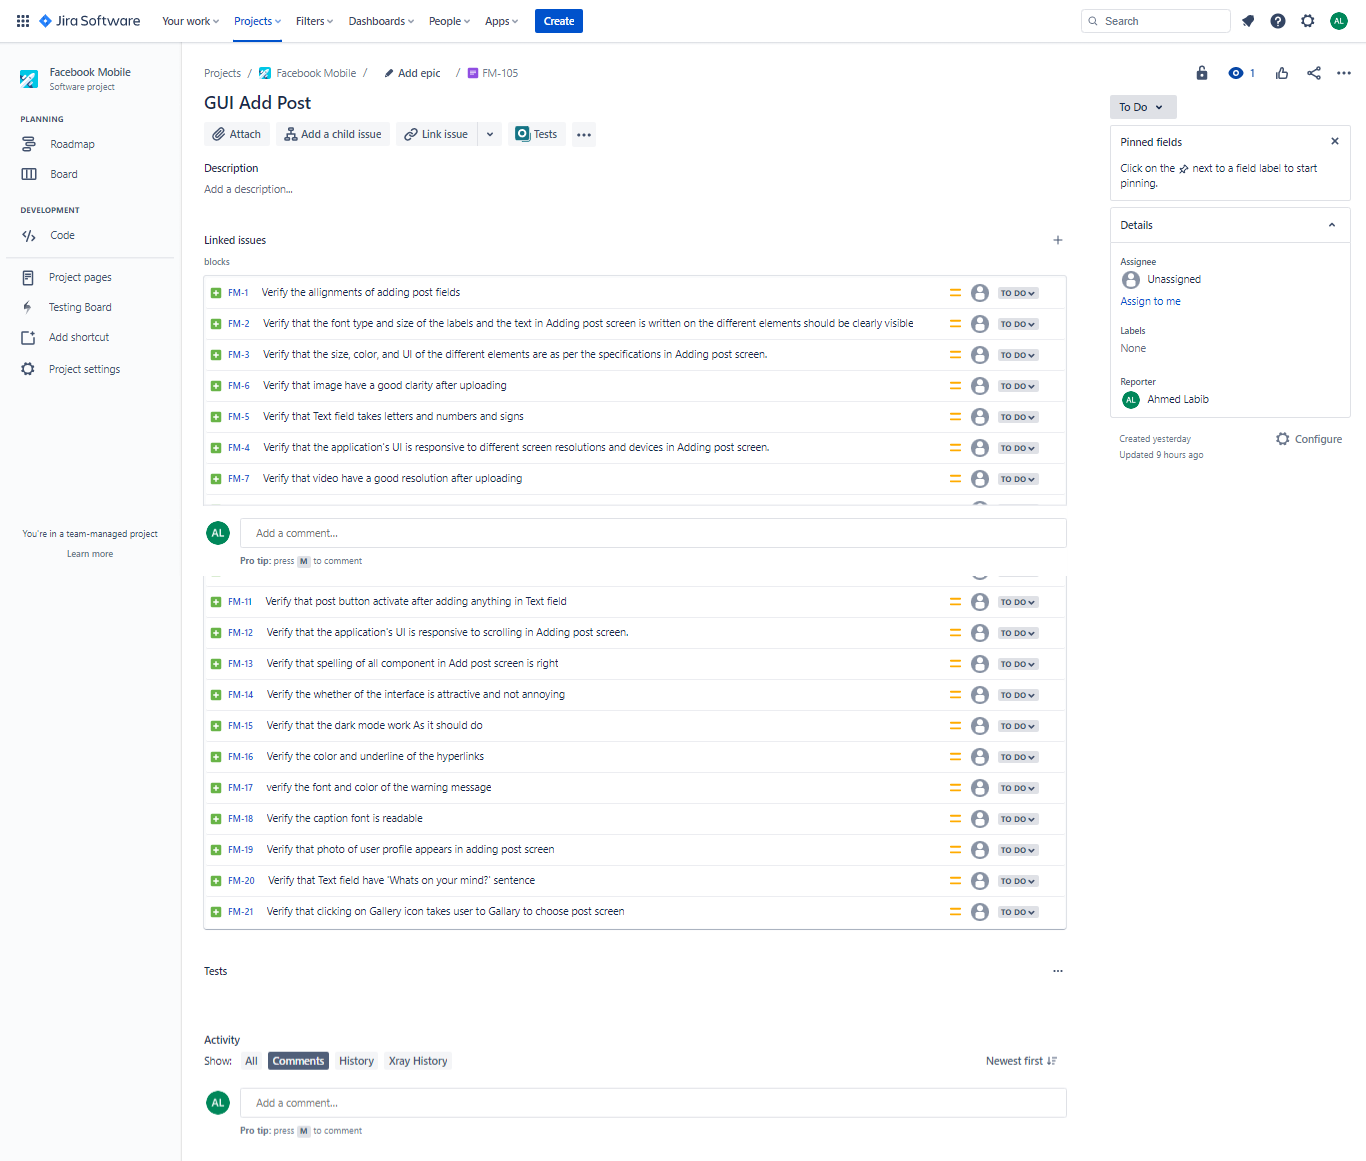 Jira Software Your work Projects Filters Dashboards People Apps Create Search AL
Facebook Mobile
Software project
PLANNING
Roadmap
Board
DEVELOPMENT
Code
Project pages
Testing Board
Add shortcut
Project settings
You're in a team-managed project
Learn more
Projects / Facebook Mobile / Add epic / FM-105
GUI Add Post
Attach Add a child issue Link issue Tests
Description
Add a description...
Linked issues
blocks
FM-1 Verify the allignments of adding post fields TO DO
FM-2 Verify that the font type and size of the labels and the text in Adding post screen is written on the different elements should be clearly visible TO DO
FM-3 Verify that the size, color, and UI of the different elements are as per the specifications in Adding post screen. TO DO
FM-6 Verify that image have a good clarity after uploading TO DO
FM-5 Verify that Text field takes letters and numbers and signs TO DO
FM-4 Verify that the application's UI is responsive to different screen resolutions and devices in Adding post screen. TO DO
FM-7 Verify that video have a good resolution after uploading TO DO
AL Add a comment...
Pro tip: press M to comment
FM-11 Verify that post button activate after adding anything in Text field TO DO
FM-12 Verify that the application's UI is responsive to scrolling in Adding post screen. TO DO
FM-13 Verify that spelling of all component in Add post screen is right TO DO
FM-14 Verify the whether of the interface is attractive and not annoying TO DO
FM-15 Verify that the dark mode work As it should do TO DO
FM-16 Verify the color and underline of the hyperlinks TO DO
FM-17 verify the font and color of the warning message TO DO
FM-18 Verify the caption font is readable TO DO
FM-19 Verify that photo of user profile appears in adding post screen TO DO
FM-20 Verify that Text field have 'Whats on your mind?' sentence TO DO
FM-21 Verify that clicking on Gallery icon takes user to Gallary to choose post screen TO DO
Tests
Activity
Show: All Comments History Xray History Newest first
AL Add a comment...
Pro tip: press M to comment
1
To Do
Pinned fields
Click on the next to a field label to start
pinning.
Details
Assignee
Unassigned
Assign to me
Labels
None
Reporter
AL Ahmed Labib
Created yesterday Configure
Updated 9 hours ago